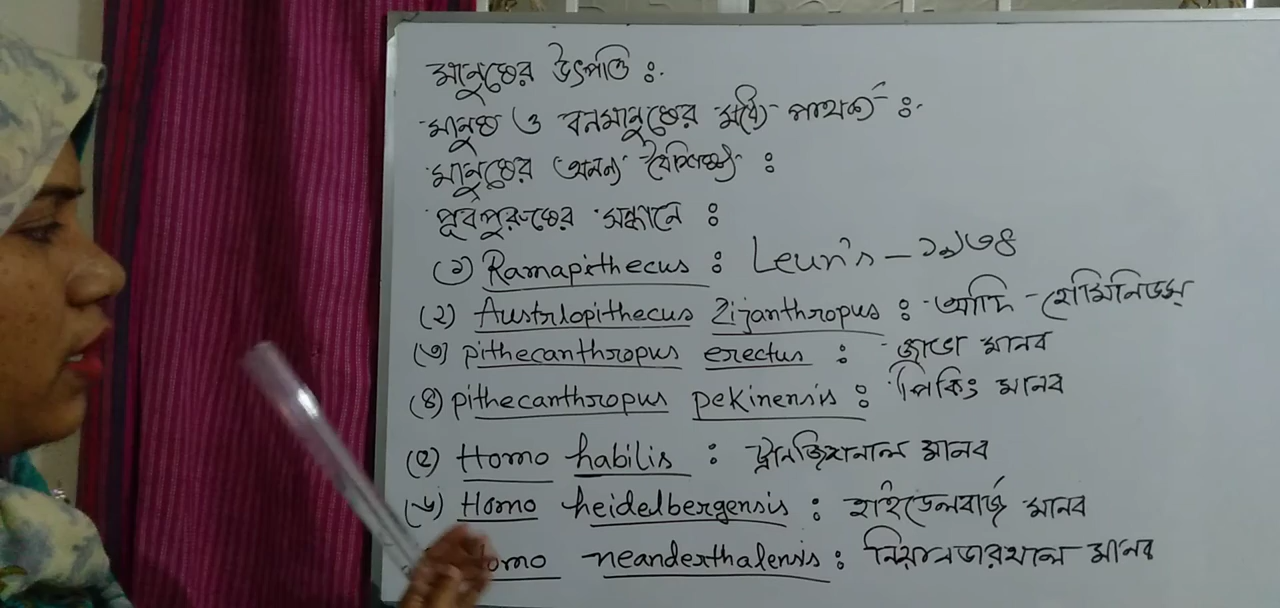 মানুষের উৎপত্তি ঃ
মানুষ ও বনমানুষের মধ্যে পার্থক্য ঃ
মানুষের অনন্য বৈশিষ্ট্য ঃ
পূর্বপুরুষের সন্ধানে ঃ
(১) Ramapithecus : Lewis – ১৯৩৪
(২) Austrlopithecus Zijanthropus : আদি - হোমিনিডস্
(৩) pithecanthropus erectus : জাভা মানব
(৪) pithecanthropus pekinensis : পিকিং মানব
(৫) Homo habilis : ট্রানজিশনাল মানব
(৬) Homo heidelbergensis : হাইডেলবার্জ মানব
Homo neanderthalensis : নিয়ানডারথাল মানব